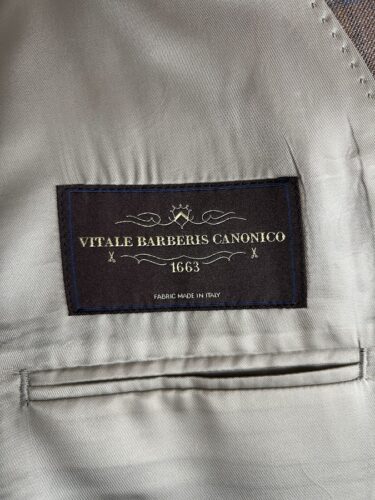 VITALE BARBERIS CANONICO
1663
FABRIC MADE IN ITALY